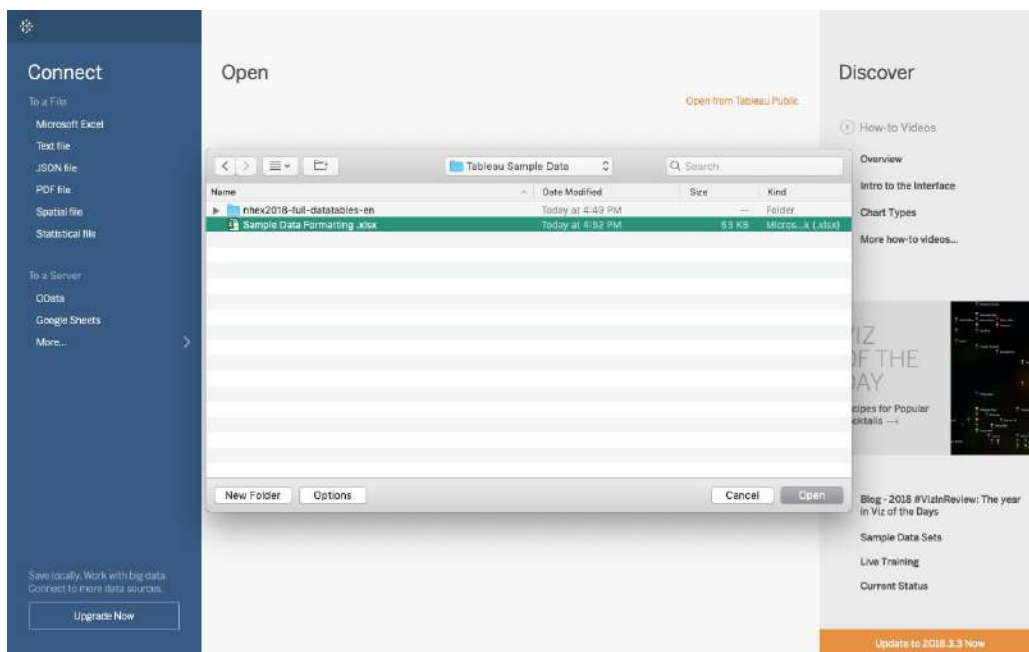 Connect
To a File
Microsoft Excel
Text file
JSON file
PDF file
Spatial file
Statistical file
To a Server
OData
Google Sheets
More...
Save locally. Work with big data.
Connect to more data sources.
Upgrade Now
Open
Open from Tableau Public
Tableau Sample Data
Search
Name
Date Modified
Size
Kind
nhex2018-full-datatables-en
Today at 4:49 PM
--
Folder
Sample Data Formatting .xlsx
Today at 4:52 PM
63 KB
Micros...k (.xlsx)
New Folder
Options
Cancel
Open
Discover
How-to Videos
Overview
Intro to the Interface
Chart Types
More how-to videos...
VIZ
OF THE
DAY
cipes for Popular
cktails →
Blog - 2018 #VizInReview: The year
in Viz of the Days
Sample Data Sets
Live Training
Current Status
Update to 2018.3.3 Now